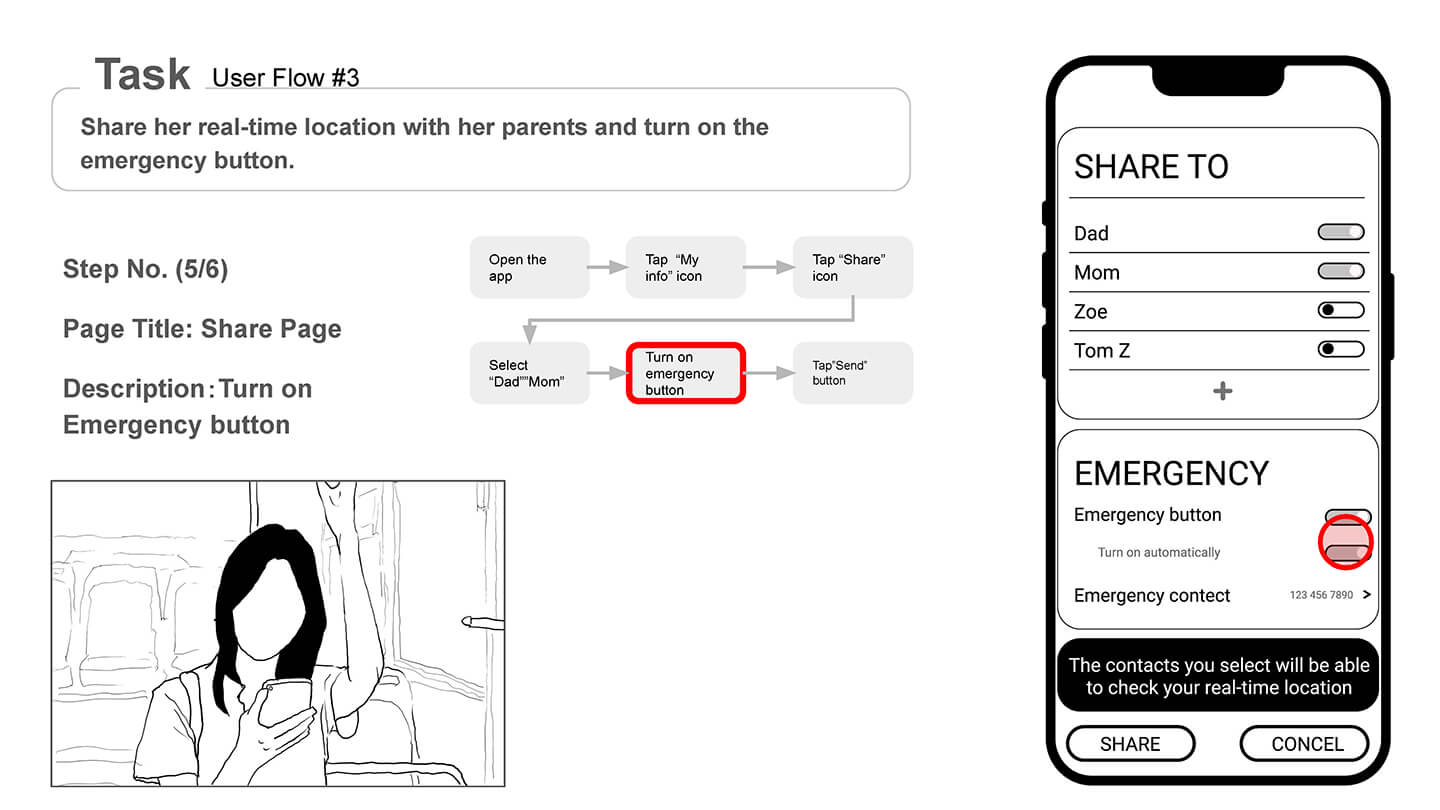 Task User Flow #3
Share her real-time location with her parents and turn on the
emergency button.
Step No. (5/6)
Page Title: Share Page
Description：Turn on
Emergency button
Open the
app
Tap “My
info” icon
Tap “Share”
icon
Select
“Dad””Mom”
Turn on
emergency
button
Tap”Send”
button
SHARE TO
Dad
Mom
Zoe
Tom Z
+
EMERGENCY
Emergency button
Turn on automatically
Emergency contect 123 456 7890 >
The contacts you select will be able
to check your real-time location
SHARE CONCEL